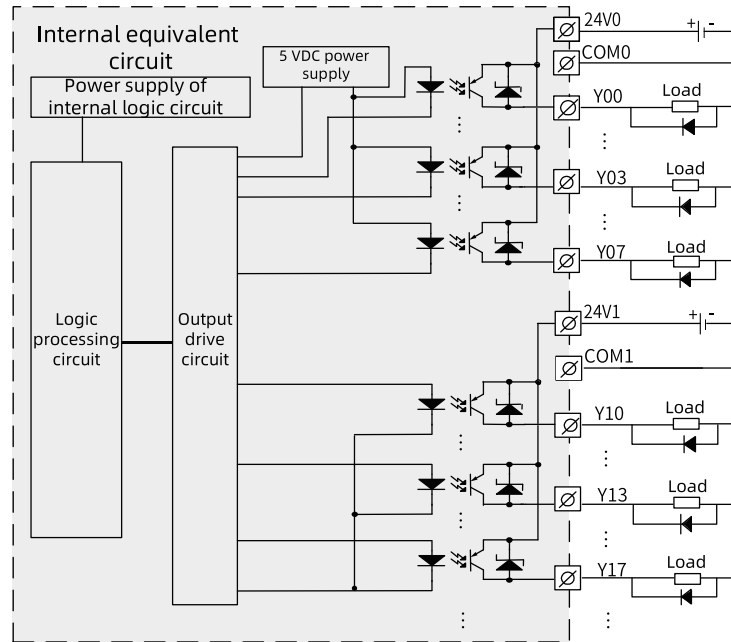 Internal equivalent
circuit
Power supply of
internal logic circuit
5 VDC power
supply
Logic
processing
circuit
Output
drive
circuit
24V0
+ -
COM0
Y00
Load
Y03
Load
Y07
Load
24V1
+ -
COM1
Y10
Load
Y13
Load
Y17
Load